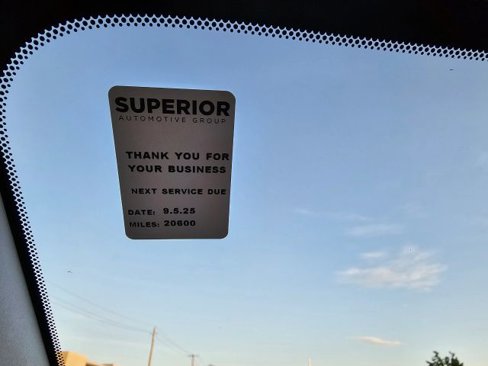 SUPERIOR
AUTOMOTIVE GROUP
THANK YOU FOR
YOUR BUSINESS
NEXT SERVICE DUE
DATE: 9.5.25
MILES: 20600